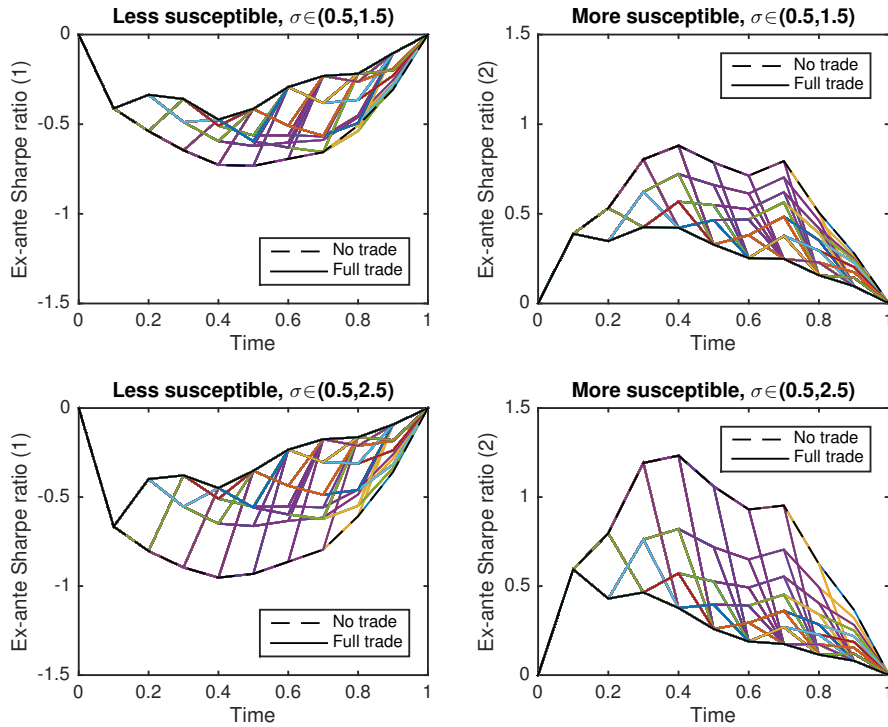 Less susceptible, σ∈(0.5,1.5)
Ex-ante Sharpe ratio (1)
0
-0.5
-1
-1.5
No trade
Full trade
0 0.2 0.4 0.6 0.8 1
Time
More susceptible, σ∈(0.5,1.5)
Ex-ante Sharpe ratio (2)
1.5
1
0.5
0
No trade
Full trade
0 0.2 0.4 0.6 0.8 1
Time
Less susceptible, σ∈(0.5,2.5)
Ex-ante Sharpe ratio (1)
0
-0.5
-1
-1.5
No trade
Full trade
0 0.2 0.4 0.6 0.8 1
Time
More susceptible, σ∈(0.5,2.5)
Ex-ante Sharpe ratio (2)
1.5
1
0.5
0
No trade
Full trade
0 0.2 0.4 0.6 0.8 1
Time